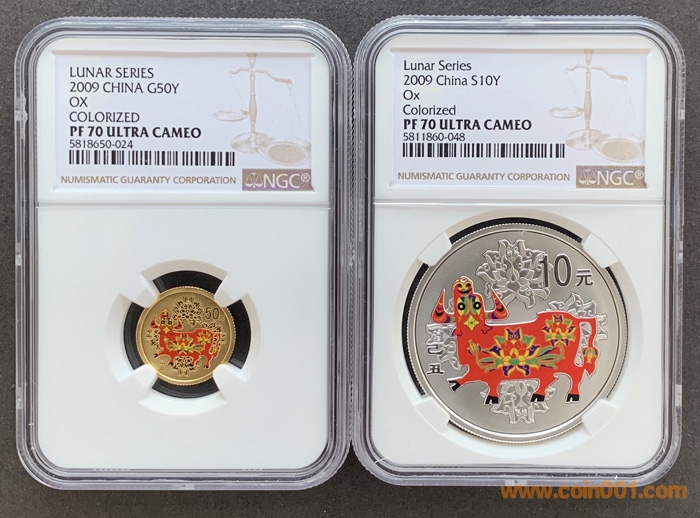 LUNAR SERIES
2009 CHINA G50Y
OX
COLORIZED
PF 70 ULTRA CAMEO
5818650-024
NUMISMATIC GUARANTY CORPORATION NGC®
Lunar Series
2009 China S10Y
Ox
Colorized
PF 70 ULTRA CAMEO
5811860-048
NUMISMATIC GUARANTY CORPORATION NGC®
50
10元
己丑
www.coin001.com